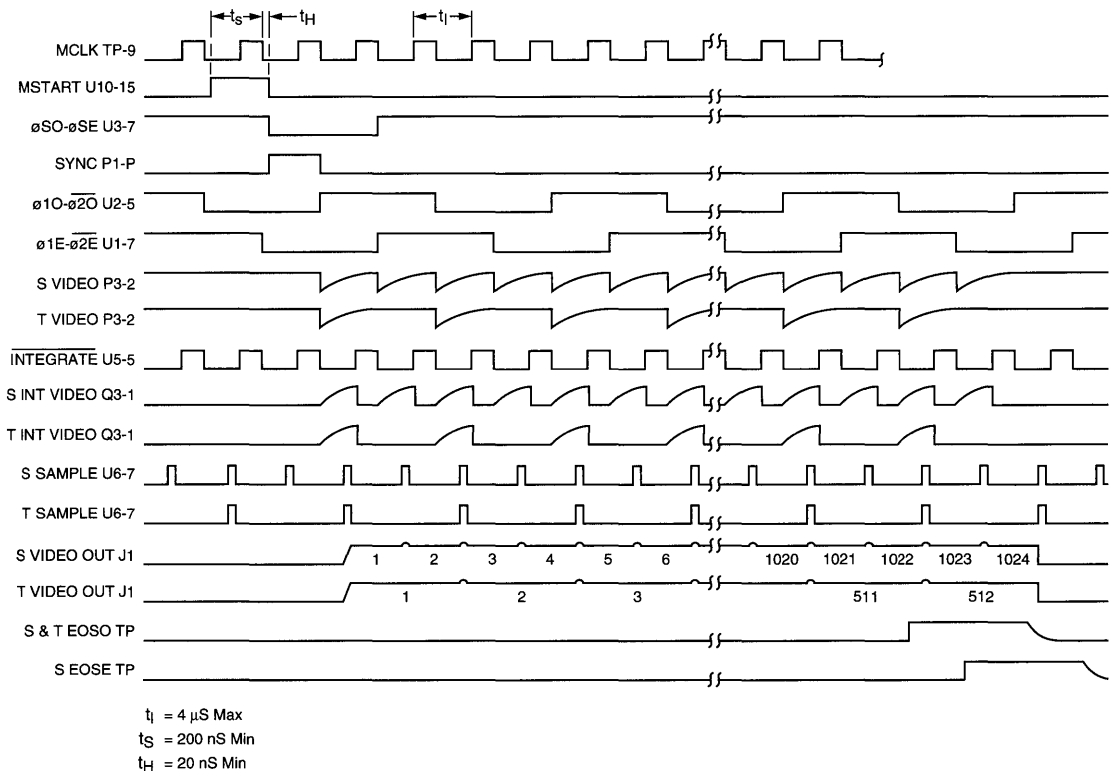 tS tH tI
MCLK TP-9
MSTART U10-15
øSO-øSE U3-7
SYNC P1-P
ø1O-ø2O U2-5
ø1E-ø2E U1-7
S VIDEO P3-2
T VIDEO P3-2
INTEGRATE U5-5
S INT VIDEO Q3-1
T INT VIDEO Q3-1
S SAMPLE U6-7
T SAMPLE U6-7
S VIDEO OUT J1 1 2 3 4 5 6 1020 1021 1022 1023 1024
T VIDEO OUT J1 1 2 3 511 512
S & T EOSO TP
S EOSE TP
tI = 4 µS Max
tS = 200 nS Min
tH = 20 nS Min